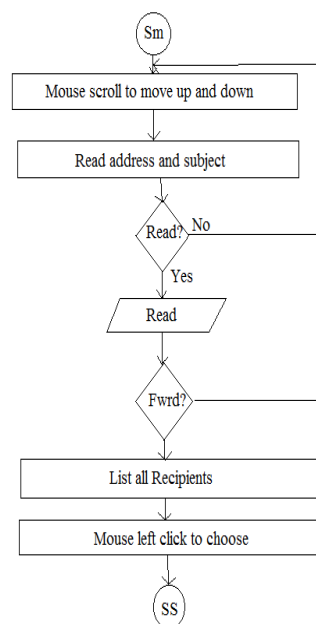 Sm
Mouse scroll to move up and down
Read address and subject
Read?
No
Yes
Read
Fwrd?
List all Recipients
Mouse left click to choose
SS